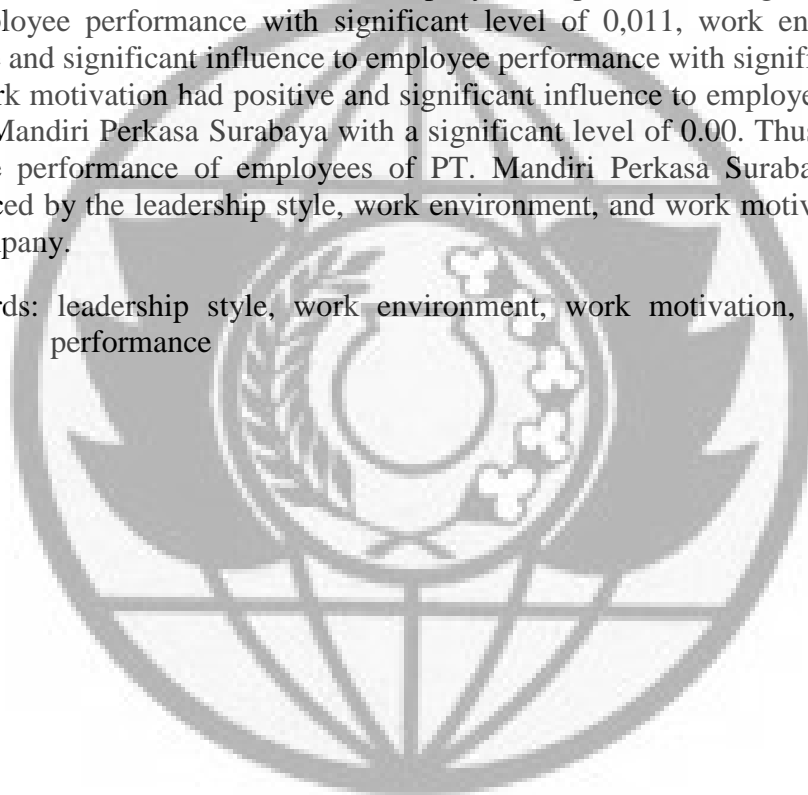 ployee performance with significant level of 0,011, work en
and significant influence to employee performance with signifi
rk motivation had positive and significant influence to employe
Mandiri Perkasa Surabaya with a significant level of 0.00. Thus
performance of employees of PT. Mandiri Perkasa Suraba
ced by the leadership style, work environment, and work motiv
pany.
rds: leadership style, work environment, work motivation,
performance